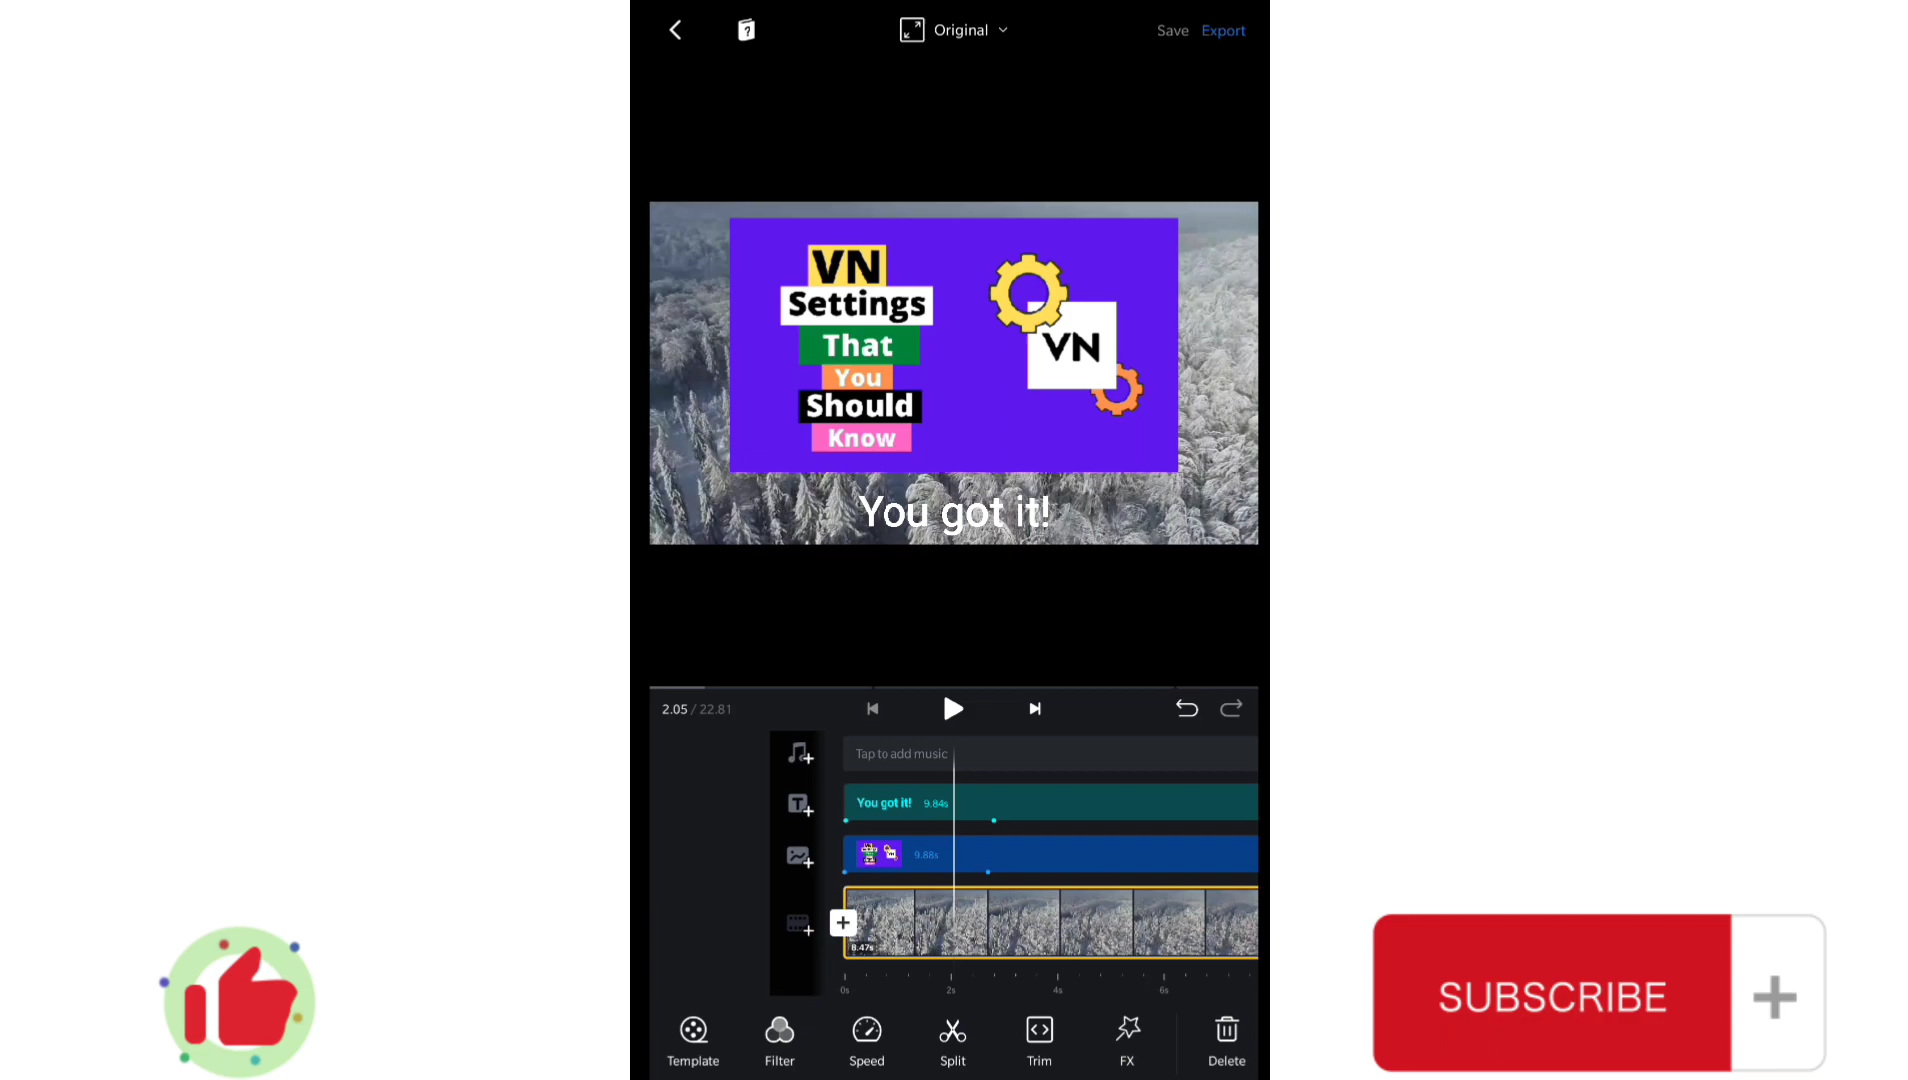 Original
Save Export
VN
Settings
That
You
Should
Know
VN
You got it!
2.05 / 22.81
Tap to add music
You got it! 9.84s
9.88s
8.47s
0s 2s 4s 6s
Template Filter Speed Split Trim FX Delete
SUBSCRIBE